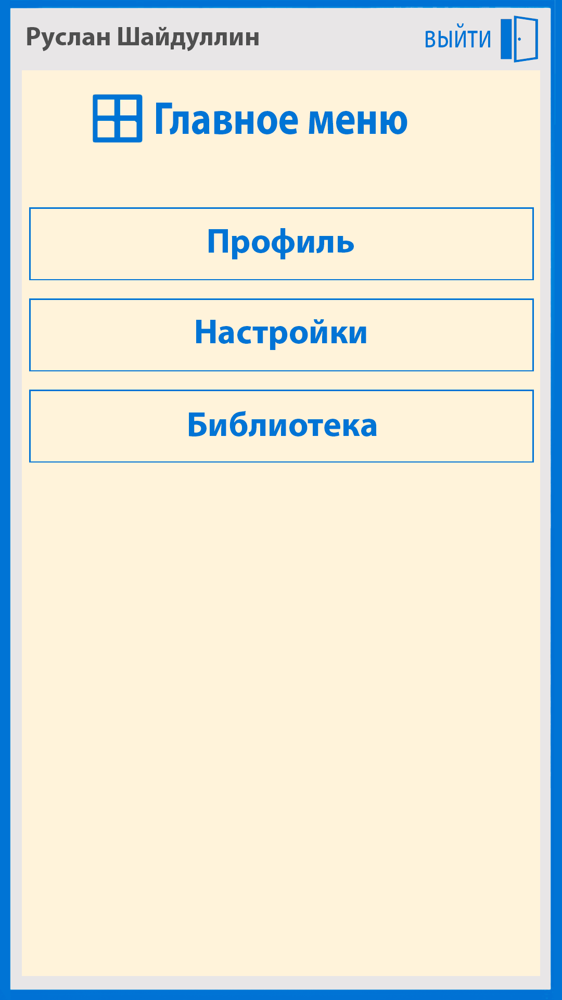 Руслан Шайдуллин
ВЫЙТИ
Главное меню
Профиль
Настройки
Библиотека